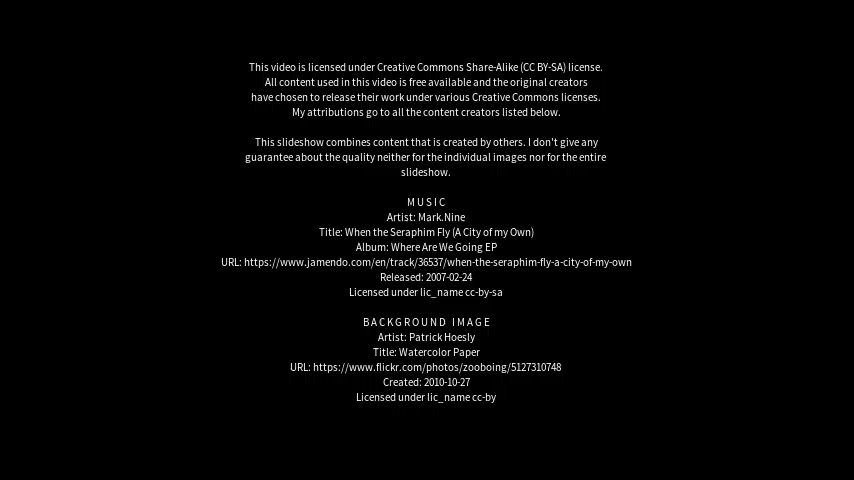 This video is licensed under Creative Commons Share-Alike (CC BY-SA) license.
All content used in this video is free available and the original creators
have chosen to release their work under various Creative Commons licenses.
My attributions go to all the content creators listed below.
This slideshow combines content that is created by others. I don't give any
guarantee about the quality neither for the individual images nor for the entire
slideshow.
MUSIC
Artist: Mark.Nine
Title: When the Seraphim Fly (A City of my Own)
Album: Where Are We Going EP
URL: https://www.jamendo.com/en/track/36537/when-the-seraphim-fly-a-city-of-my-own
Released: 2007-02-24
Licensed under lic_name cc-by-sa
BACKGROUND IMAGE
Artist: Patrick Hoesly
Title: Watercolor Paper
URL: https://www.flickr.com/photos/zooboing/5127310748
Created: 2010-10-27
Licensed under lic_name cc-by